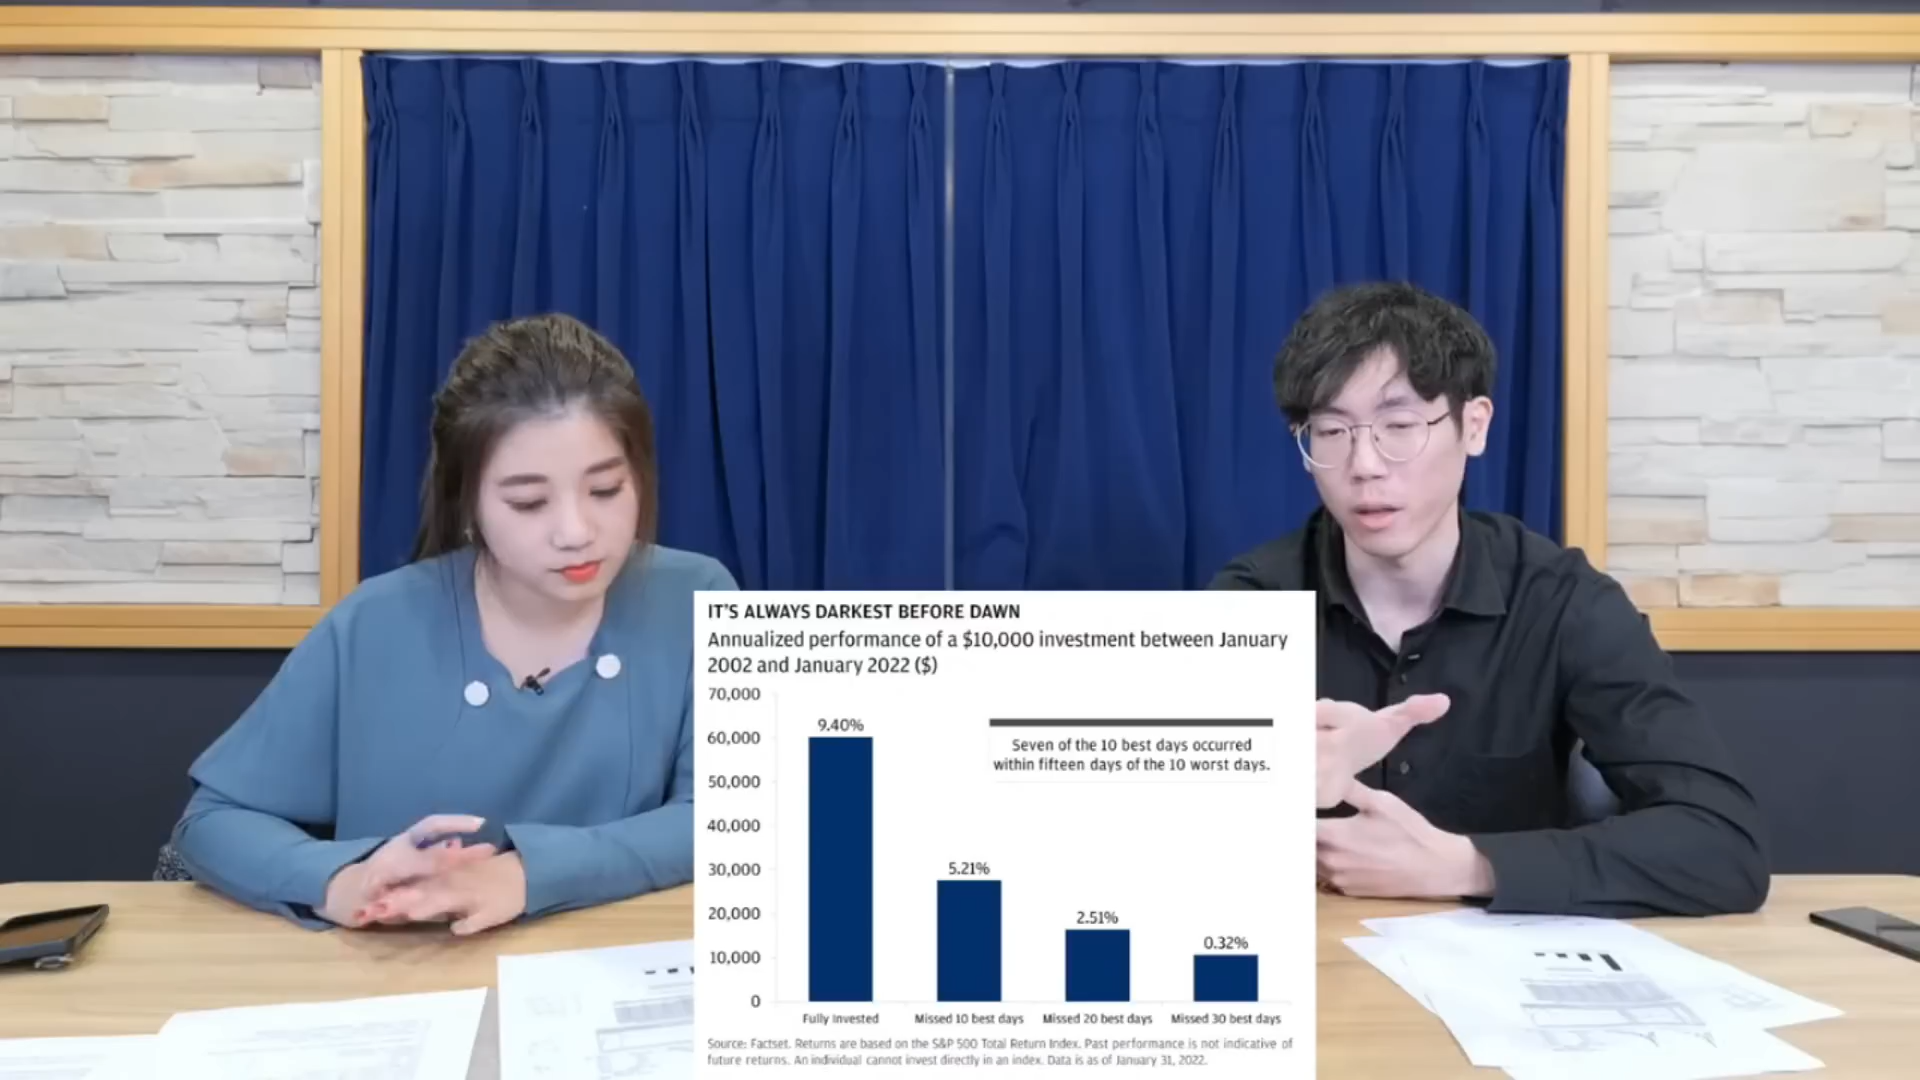 IT'S ALWAYS DARKEST BEFORE DAWN
Annualized performance of a $10,000 investment between January
2002 and January 2022 ($)
70,000
60,000
50,000
40,000
30,000
20,000
10,000
0
9.40%
5.21%
2.51%
0.32%
Seven of the 10 best days occurred
within fifteen days of the 10 worst days.
Fully Invested
Missed 10 best days
Missed 20 best days
Missed 30 best days
Source: Factset. Returns are based on the S&P 500 Total Return Index. Past performance is not indicative of
future returns. An individual cannot invest directly in an index. Data is as of January 31, 2022.